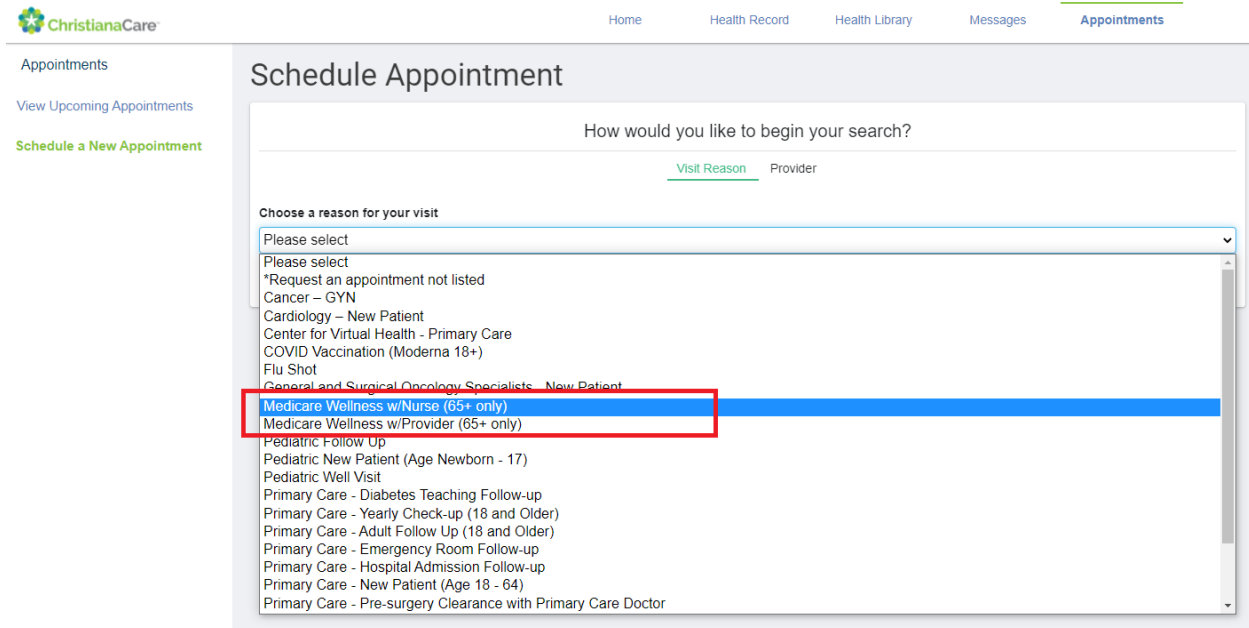 ChristianaCare
Home Health Record Health Library Messages Appointments
Appointments
View Upcoming Appointments
Schedule a New Appointment
Schedule Appointment
How would you like to begin your search?
Visit Reason Provider
Choose a reason for your visit
Please select
Please select
*Request an appointment not listed
Cancer – GYN
Cardiology – New Patient
Center for Virtual Health - Primary Care
COVID Vaccination (Moderna 18+)
Flu Shot
General and Surgical Oncology Specialists - New Patient
Medicare Wellness w/Nurse (65+ only)
Medicare Wellness w/Provider (65+ only)
Pediatric Follow Up
Pediatric New Patient (Age Newborn - 17)
Pediatric Well Visit
Primary Care - Diabetes Teaching Follow-up
Primary Care - Yearly Check-up (18 and Older)
Primary Care - Adult Follow Up (18 and Older)
Primary Care - Emergency Room Follow-up
Primary Care - Hospital Admission Follow-up
Primary Care - New Patient (Age 18 - 64)
Primary Care - Pre-surgery Clearance with Primary Care Doctor